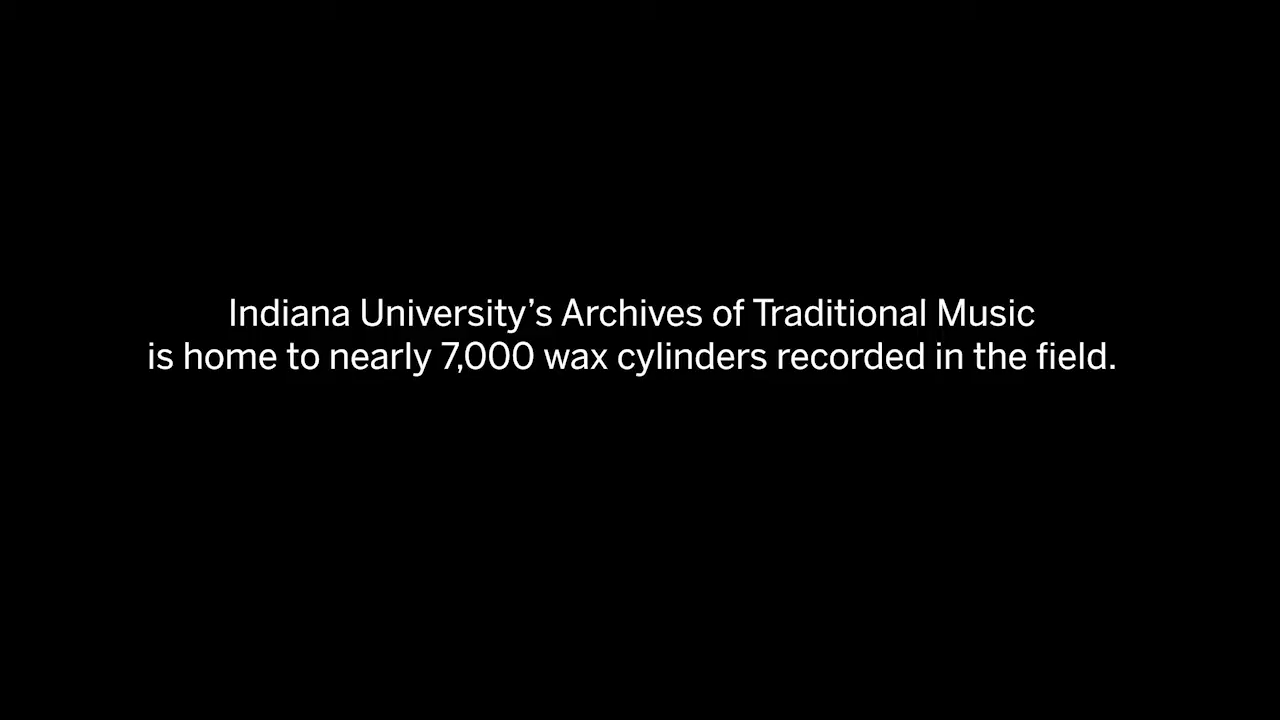 Indiana University’s Archives of Traditional Music
is home to nearly 7,000 wax cylinders recorded in the field.